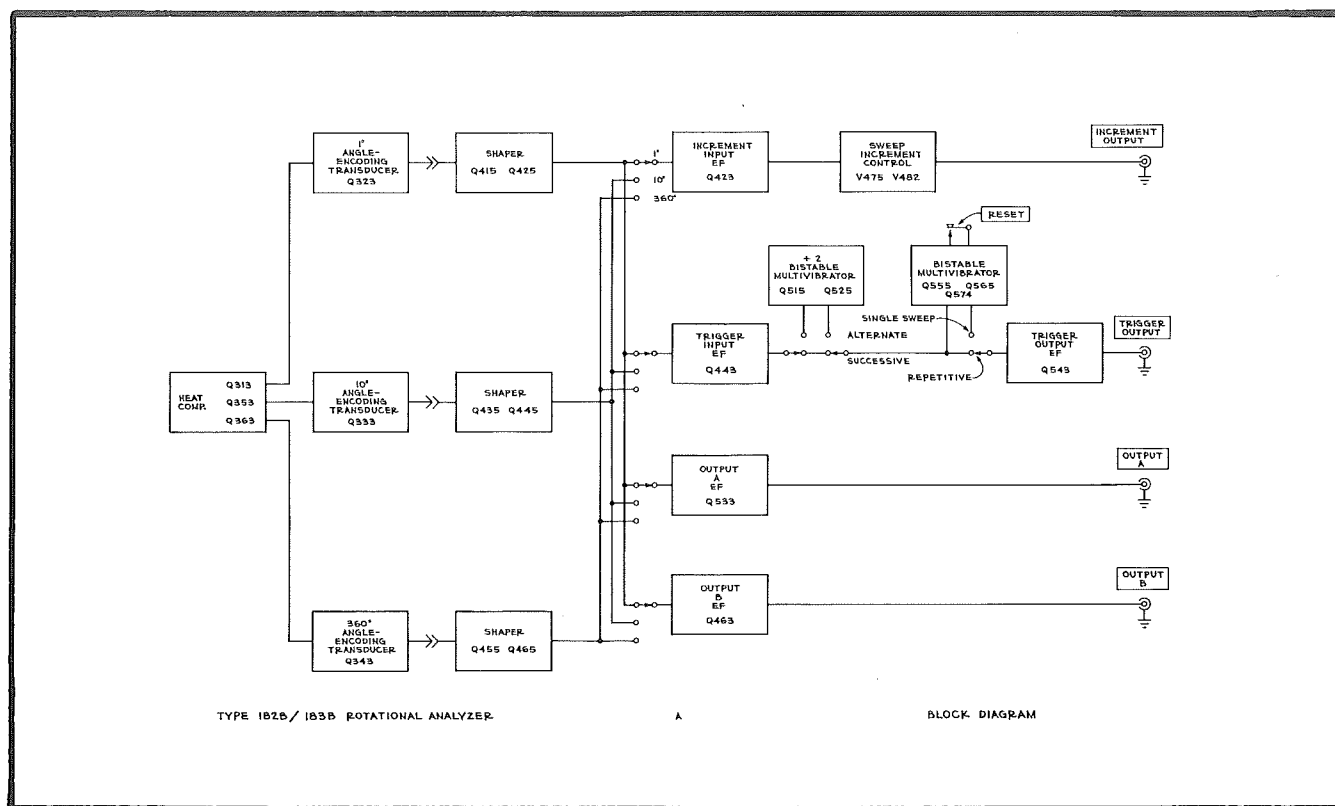 1°
ANGLE-
ENCODING
TRANSDUCER
Q323
SHAPER
Q415 Q425
1°
10°
360°
INCREMENT
INPUT
EF
Q423
SWEEP
INCREMENT
CONTROL
V475 V482
INCREMENT
OUTPUT
RESET
÷ 2
BISTABLE
MULTIVIBRATOR
Q515 Q525
BISTABLE
MULTIVIBRATOR
Q555 Q565
Q574
SINGLE SWEEP
ALTERNATE
SUCCESSIVE
REPETITIVE
TRIGGER
INPUT
EF
Q443
TRIGGER
OUTPUT
EF
Q543
TRIGGER
OUTPUT
HEAT
COMP.
Q313
Q353
Q363
10°
ANGLE-
ENCODING
TRANSDUCER
Q333
SHAPER
Q435 Q445
OUTPUT
A
EF
Q533
OUTPUT
A
360°
ANGLE-
ENCODING
TRANSDUCER
Q343
SHAPER
Q455 Q465
OUTPUT
B
EF
Q463
OUTPUT
B
TYPE 182B/183B ROTATIONAL ANALYZER
A
BLOCK DIAGRAM